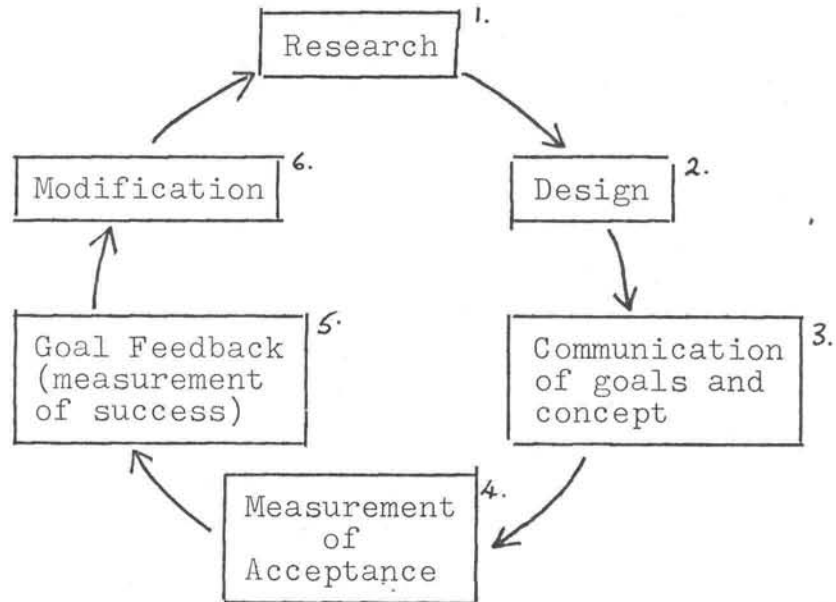 1.
Research
2.
Design
3.
Communication
of goals and
concept
4.
Measurement
of
Acceptance
5.
Goal Feedback
(measurement
of success)
6.
Modification